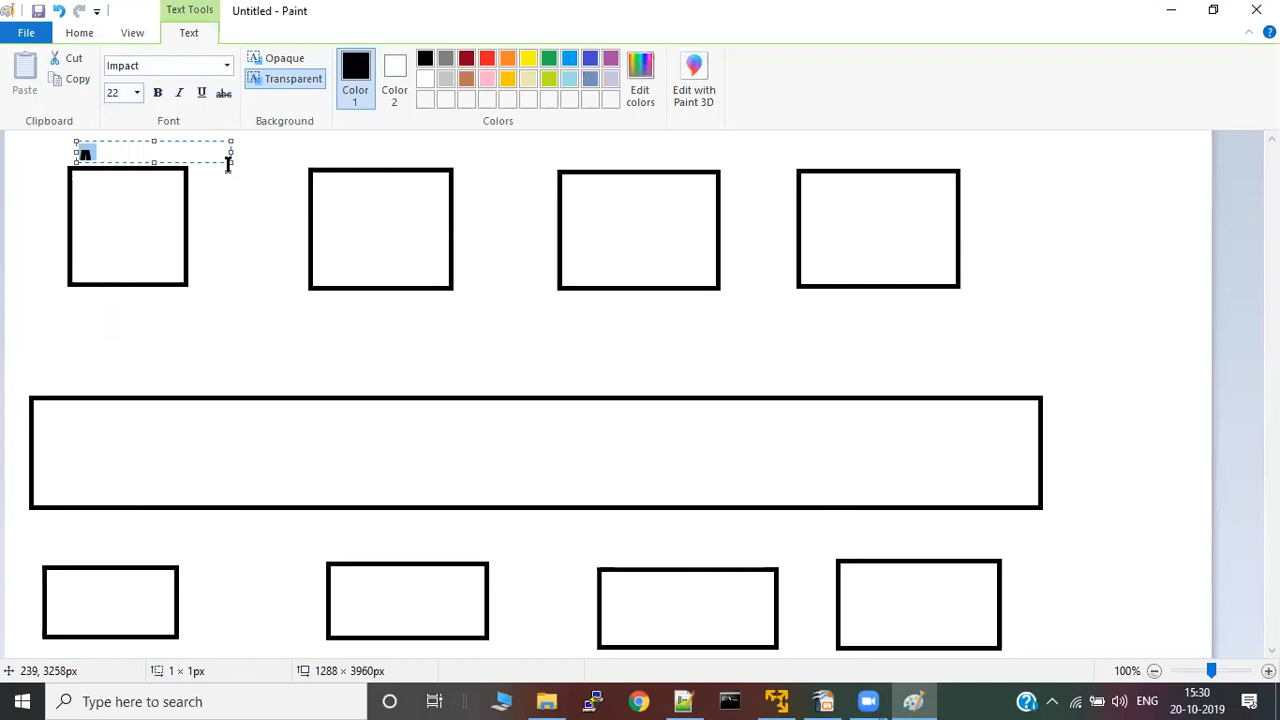 Text Tools
Untitled - Paint
File
Home
View
Text
Paste
Cut
Copy
Clipboard
Impact
22
B
I
U
abc
Font
Opaque
Transparent
Background
Color 1
Color 2
Edit colors
Edit with Paint 3D
Colors
239, 3258px
1 × 1px
1288 × 3960px
100%
Type here to search
ENG
15:30
20-10-2019